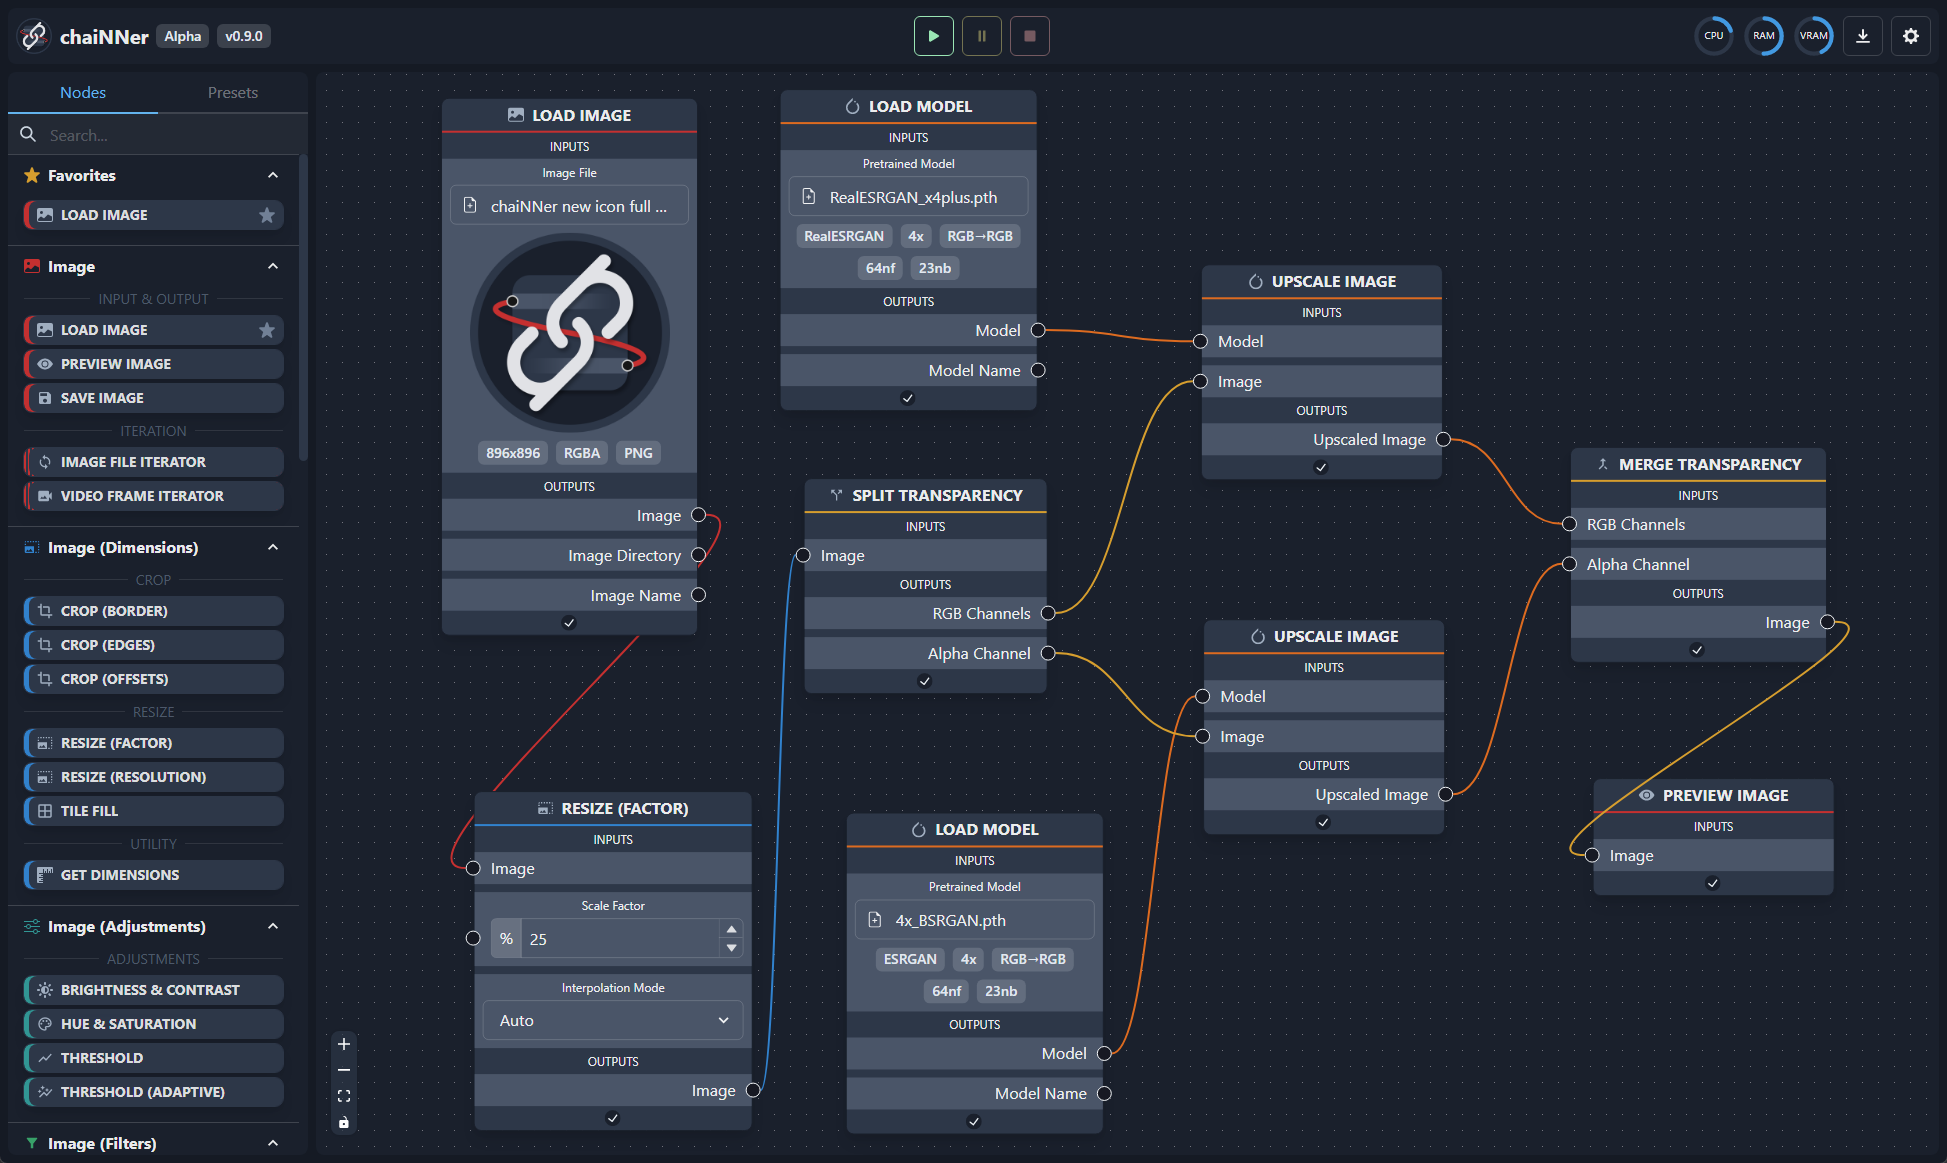 chaiNNer Alpha v0.9.0
CPU RAM VRAM
Nodes Presets
Search...
Favorites
LOAD IMAGE
Image
INPUT & OUTPUT
LOAD IMAGE
PREVIEW IMAGE
SAVE IMAGE
ITERATION
IMAGE FILE ITERATOR
VIDEO FRAME ITERATOR
Image (Dimensions)
CROP
CROP (BORDER)
CROP (EDGES)
CROP (OFFSETS)
RESIZE
RESIZE (FACTOR)
RESIZE (RESOLUTION)
TILE FILL
UTILITY
GET DIMENSIONS
Image (Adjustments)
ADJUSTMENTS
BRIGHTNESS & CONTRAST
HUE & SATURATION
THRESHOLD
THRESHOLD (ADAPTIVE)
Image (Filters)
LOAD IMAGE
INPUTS
Image File
chaiNNer new icon full ...
896x896 RGBA PNG
OUTPUTS
Image
Image Directory
Image Name
RESIZE (FACTOR)
INPUTS
Image
Scale Factor
% 25
Interpolation Mode
Auto
OUTPUTS
Image
LOAD MODEL
INPUTS
Pretrained Model
RealESRGAN_x4plus.pth
RealESRGAN 4x RGB→RGB
64nf 23nb
OUTPUTS
Model
Model Name
SPLIT TRANSPARENCY
INPUTS
Image
OUTPUTS
RGB Channels
Alpha Channel
LOAD MODEL
INPUTS
Pretrained Model
4x_BSRGAN.pth
ESRGAN 4x RGB→RGB
64nf 23nb
OUTPUTS
Model
Model Name
UPSCALE IMAGE
INPUTS
Model
Image
OUTPUTS
Upscaled Image
UPSCALE IMAGE
INPUTS
Model
Image
OUTPUTS
Upscaled Image
MERGE TRANSPARENCY
INPUTS
RGB Channels
Alpha Channel
OUTPUTS
Image
PREVIEW IMAGE
INPUTS
Image